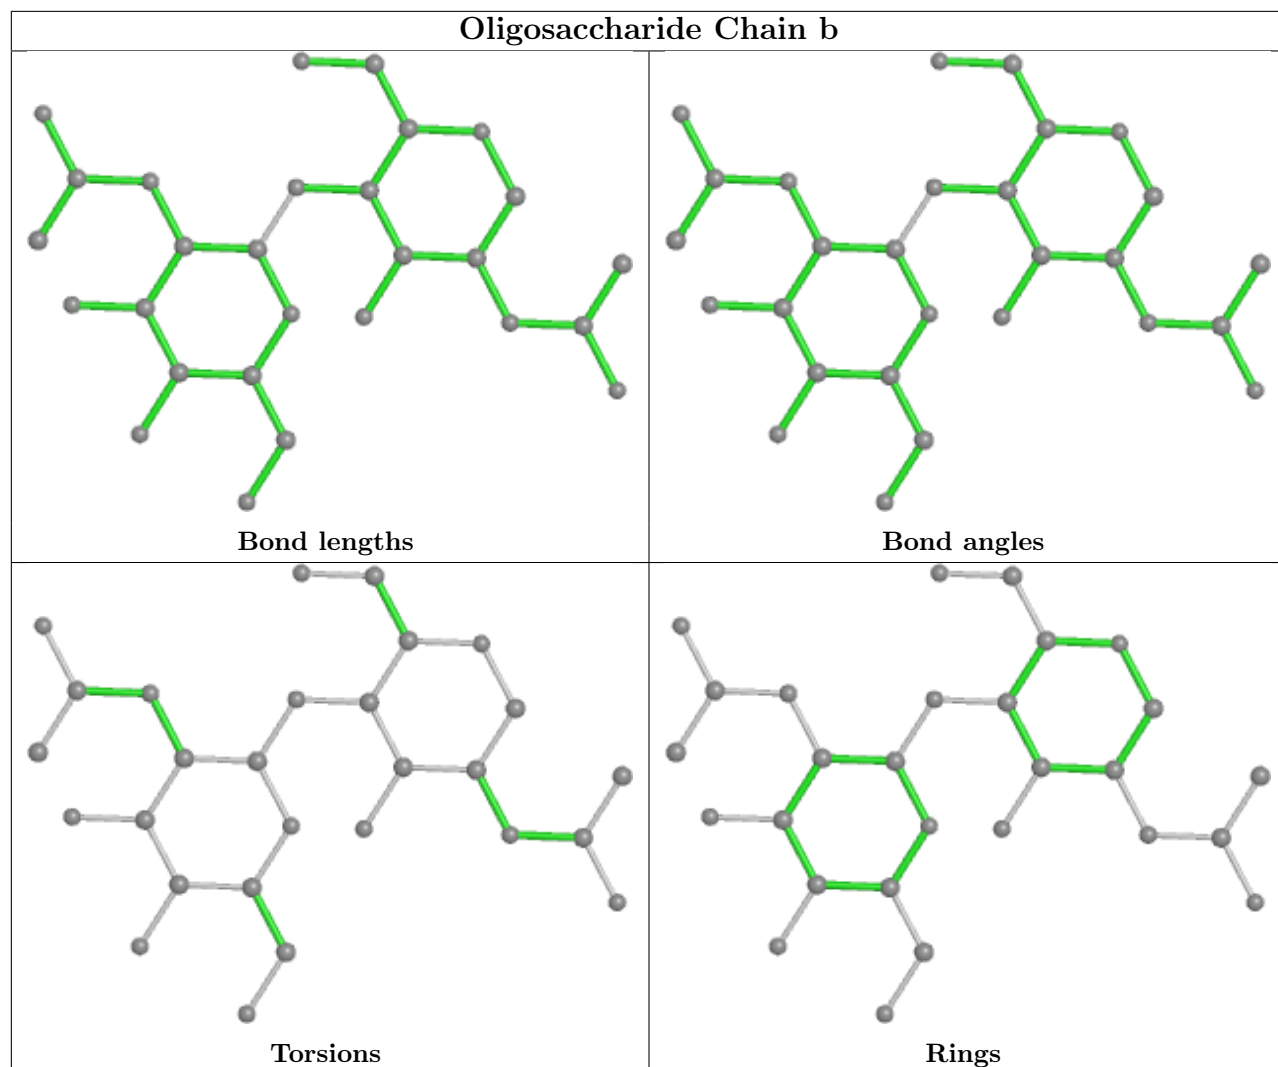 Oligosaccharide Chain b
Bond lengths
Bond angles
Torsions
Rings